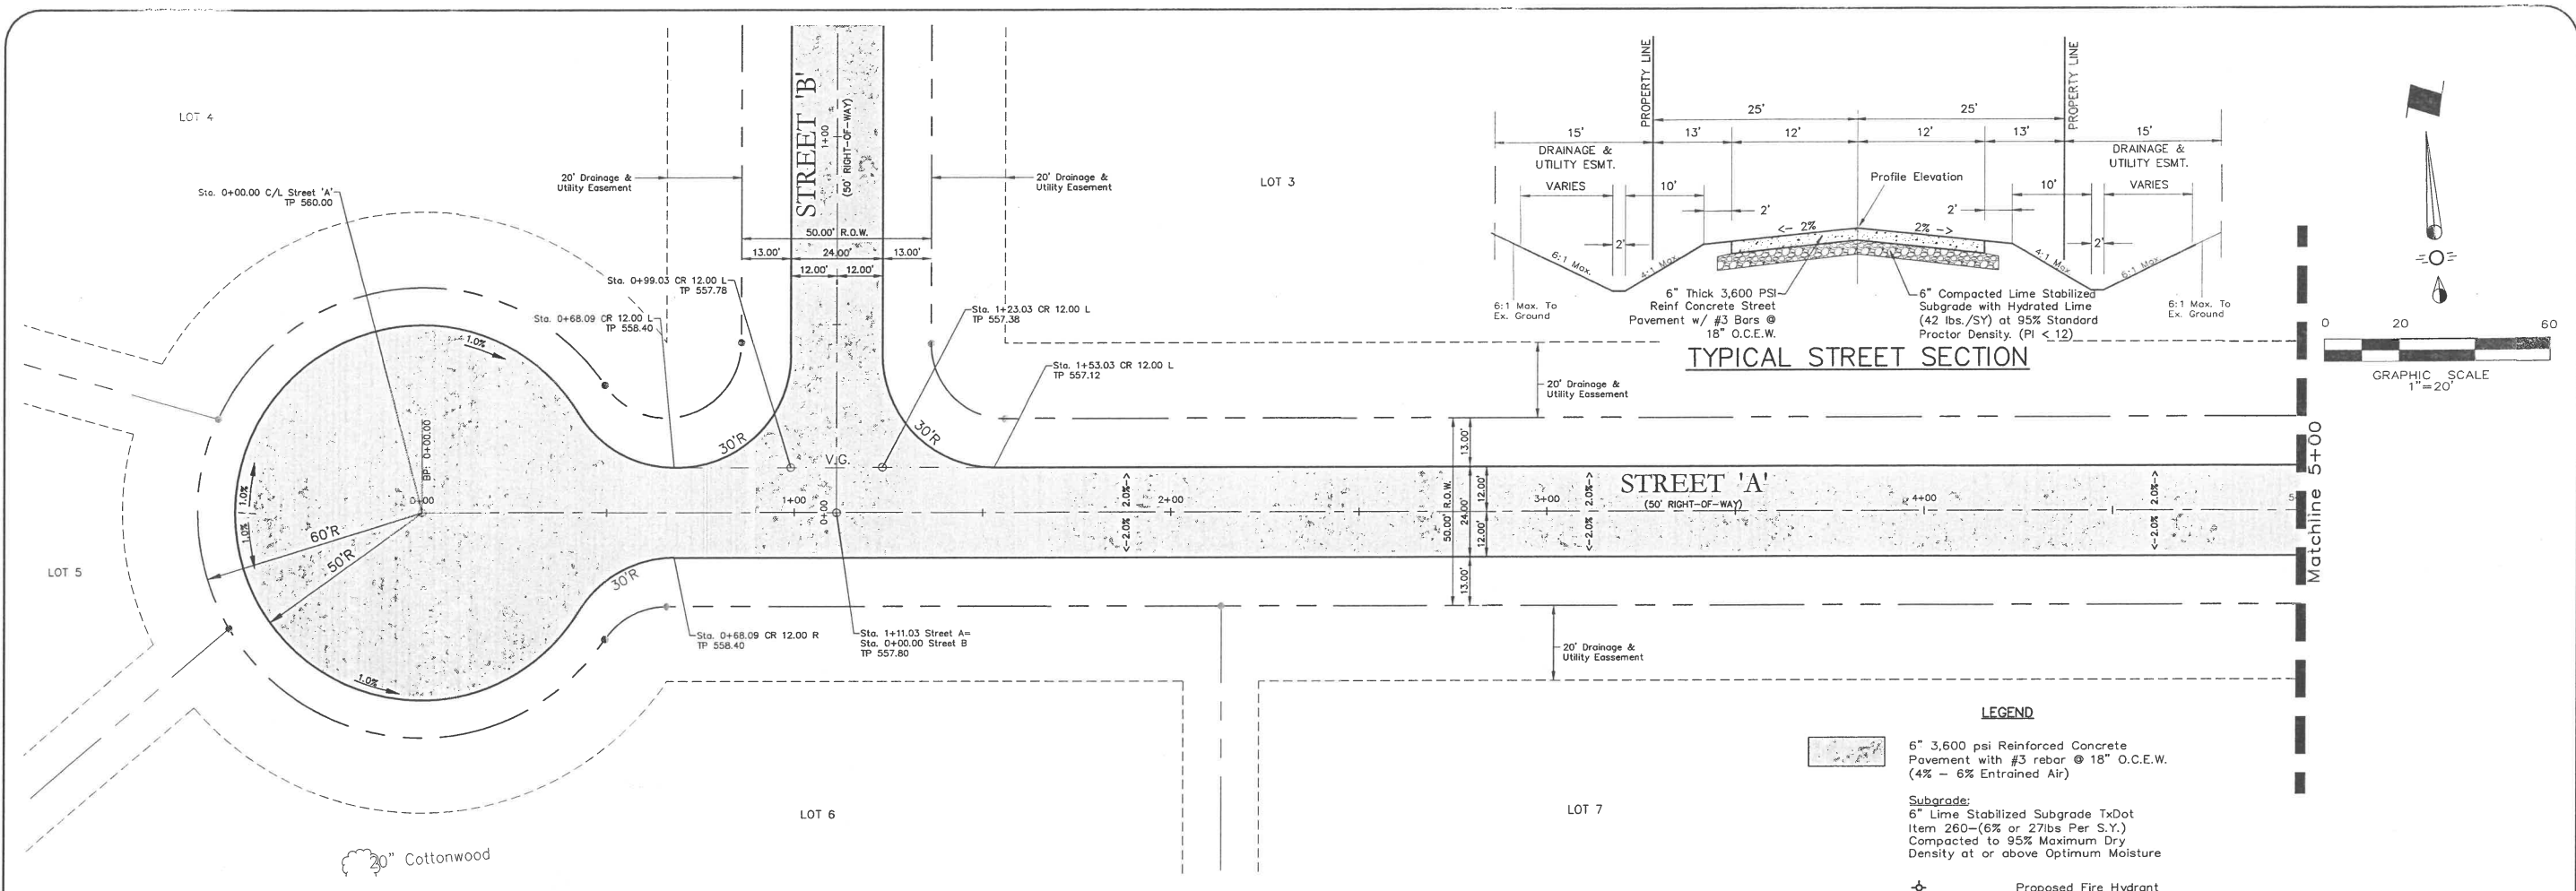 LOT 4
Sta. 0+00.00 C/L Street 'A'
TP 560.00
20' Drainage &
Utility Easement
STREET 'B'
(50' RIGHT-OF-WAY)
1+00
20' Drainage &
Utility Easement
LOT 3
50.00' R.O.W.
13.00'
24.00'
13.00'
12.00'
12.00'
Sta. 0+99.03 CR 12.00 L
TP 557.78
Sta. 0+68.09 CR 12.00 L
TP 558.40
Sta. 1+23.03 CR 12.00 L
TP 557.38
Sta. 1+53.03 CR 12.00 L
TP 557.12
PROPERTY LINE
PROPERTY LINE
25'
25'
15'
13'
12'
12'
13'
15'
DRAINAGE &
UTILITY ESMT.
DRAINAGE &
UTILITY ESMT.
Profile Elevation
VARIES
10'
10'
VARIES
2'
2'
<- 2%
2% ->
2'
2'
6:1 Max.
4:1 Max.
4:1 Max.
6:1 Max.
6:1 Max. To
Ex. Ground
6" Thick 3,600 PSI
Reinf Concrete Street
Pavement w/ #3 Bars @
18" O.C.E.W.
6" Compacted Lime Stabilized
Subgrade with Hydrated Lime
(42 lbs./SY) at 95% Standard
Proctor Density. (PI < 12)
6:1 Max. To
Ex. Ground
TYPICAL STREET SECTION
0
20
60
GRAPHIC SCALE
1"=20'
1.0%
20' Drainage &
Utility Easement
30'R
30'R
V.G.
BP: 0+00.00
0+00
1.0%
1.0%
60'R
50'R
1.0%
30'R
1+00
0+00
<-2.0% 2.0%->
2+00
50.00' R.O.W.
13.00'
24.00'
12.00'
12.00'
13.00'
3+00
<-2.0% 2.0%->
STREET 'A'
(50' RIGHT-OF-WAY)
4+00
<-2.0% 2.0%->
5
Matchline 5+00
LOT 5
Sta. 0+68.09 CR 12.00 R
TP 558.40
Sta. 1+11.03 Street A=
Sta. 0+00.00 Street B
TP 557.80
20' Drainage &
Utility Eassement
LOT 6
LOT 7
20" Cottonwood
LEGEND
6" 3,600 psi Reinforced Concrete
Pavement with #3 rebar @ 18" O.C.E.W.
(4% - 6% Entrained Air)
Subgrade:
6" Lime Stabilized Subgrade TxDot
Item 260-(6% or 27lbs Per S.Y.)
Compacted to 95% Maximum Dry
Density at or above Optimum Moisture
Proposed Fire Hydrant